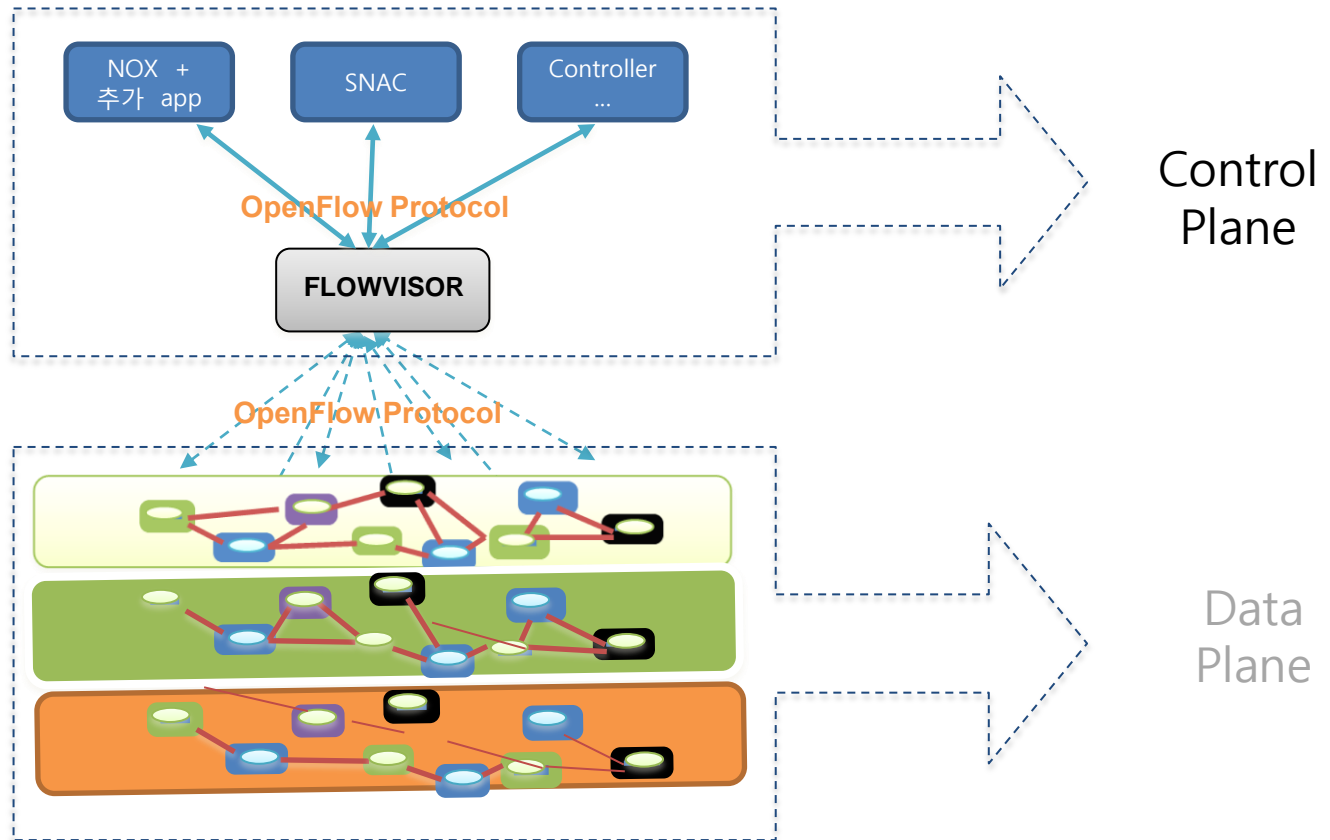 NOX +
추가 app
SNAC
Controller
...
OpenFlow Protocol
FLOWVISOR
Control
Plane
OpenFlow Protocol
Data
Plane